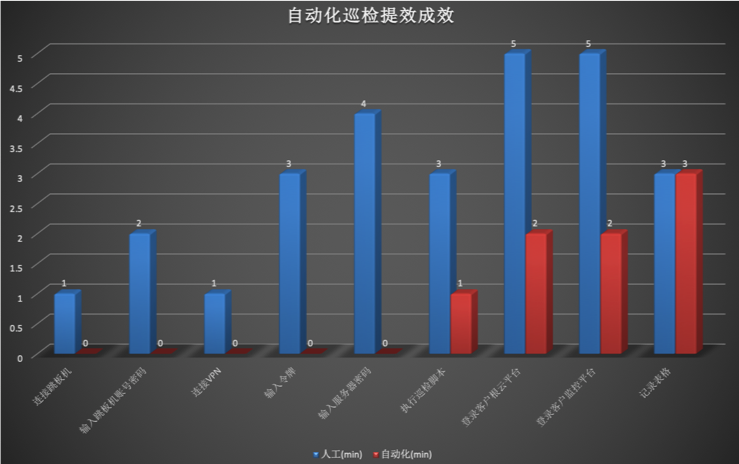 自动化巡检提效成效
5
4.5
4
3.5
3
2.5
2
1.5
1
0.5
0
1
0
2
0
1
0
3
0
4
0
3
1
5
2
5
2
3
3
连接跳板机
输入跳板机账号密码
连接VPN
输入令牌
输入服务器密码
执行巡检脚本
登录客户根云平台
登录客户监控平台
记录表格
人工(min) 自动化(min)